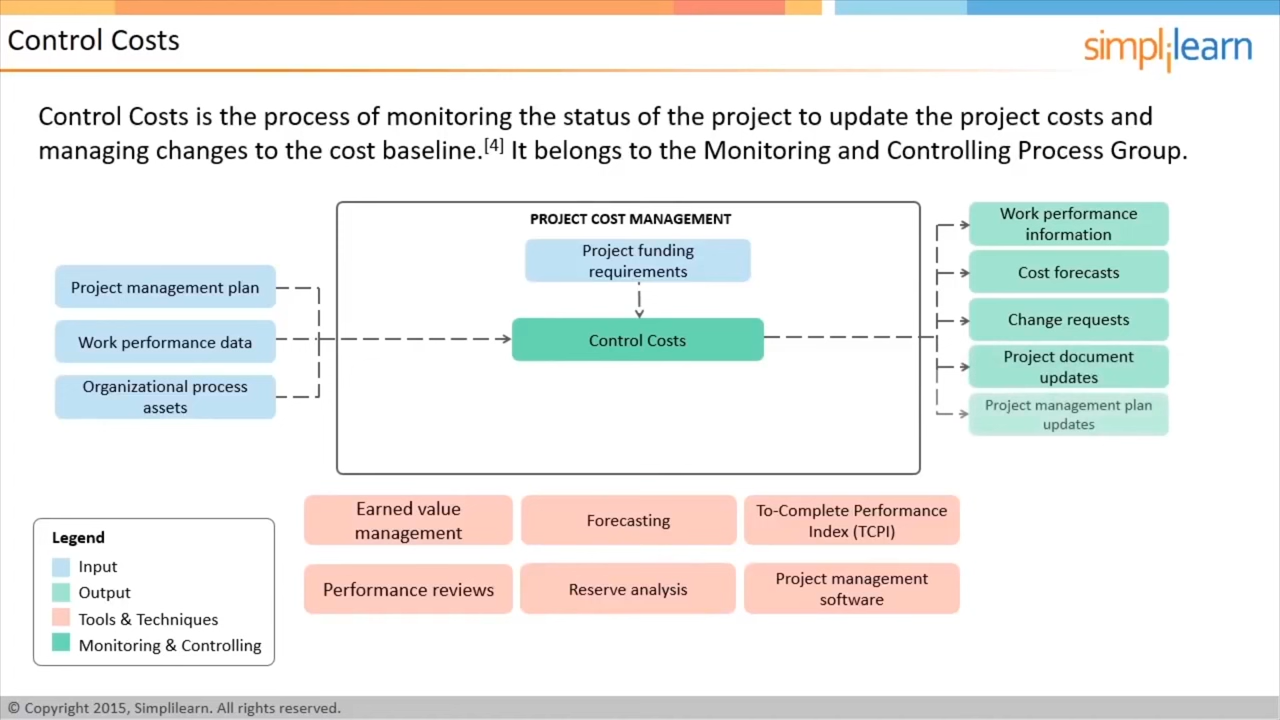 Control Costs
simplilearn
Control Costs is the process of monitoring the status of the project to update the project costs and
managing changes to the cost baseline.[4] It belongs to the Monitoring and Controlling Process Group.
PROJECT COST MANAGEMENT
Project funding
requirements
Project management plan
Work performance data
Organizational process
assets
Control Costs
Work performance
information
Cost forecasts
Change requests
Project document
updates
Project management plan
updates
Earned value
management
Forecasting
To-Complete Performance
Index (TCPI)
Performance reviews
Reserve analysis
Project management
software
Legend
Input
Output
Tools & Techniques
Monitoring & Controlling
© Copyright 2015, Simplilearn. All rights reserved.